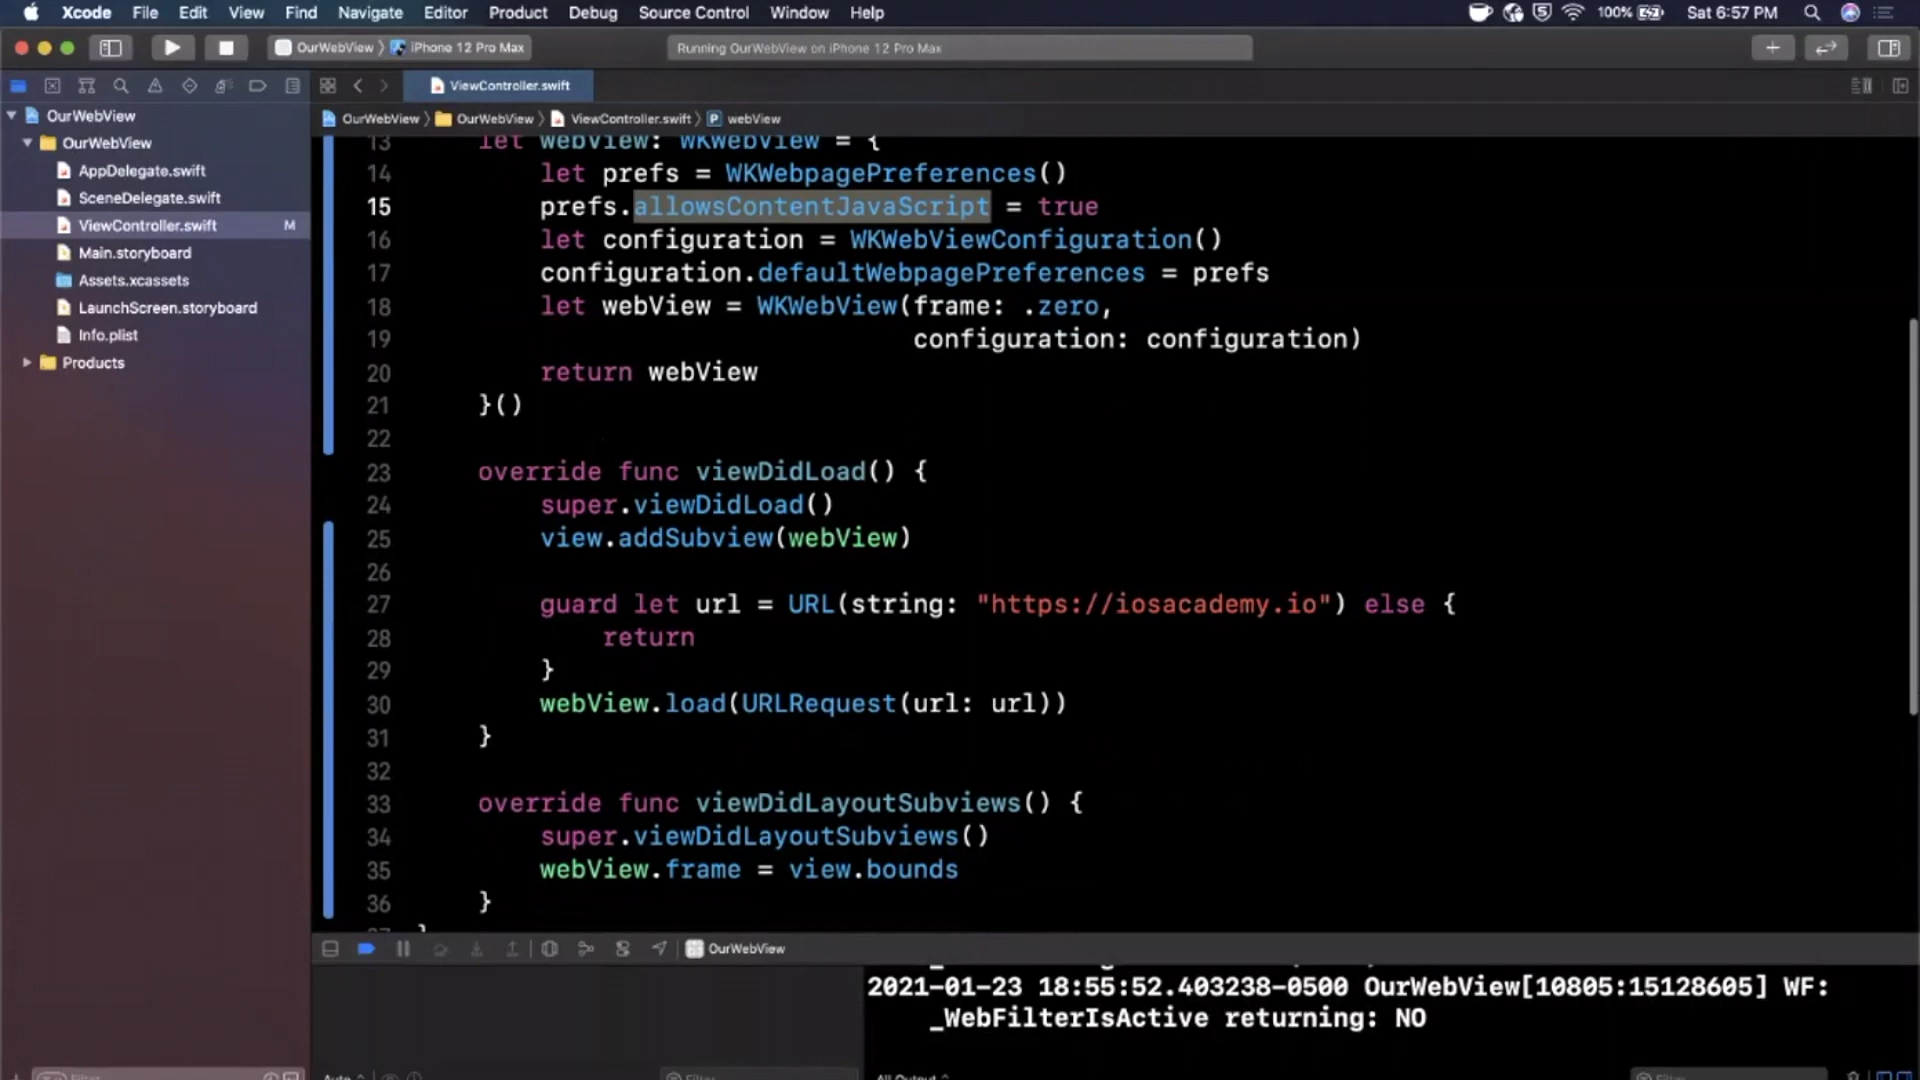 Xcode File Edit View Find Navigate Editor Product Debug Source Control Window Help 100% Sat 6:57 PM
OurWebView 〉 iPhone 12 Pro Max Running OurWebView on iPhone 12 Pro Max
ViewController.swift
OurWebView 〉 OurWebView 〉 ViewController.swift 〉 P webView
OurWebView
OurWebView
AppDelegate.swift
SceneDelegate.swift
ViewController.swift M
Main.storyboard
Assets.xcassets
LaunchScreen.storyboard
Info.plist
Products
13 let webView: WKWebView = {
14 let prefs = WKWebpagePreferences()
15 prefs.allowsContentJavaScript = true
16 let configuration = WKWebViewConfiguration()
17 configuration.defaultWebpagePreferences = prefs
18 let webView = WKWebView(frame: .zero,
19 configuration: configuration)
20 return webView
21 }()
22
23 override func viewDidLoad() {
24 super.viewDidLoad()
25 view.addSubview(webView)
26
27 guard let url = URL(string: "https://iosacademy.io") else {
28 return
29 }
30 webView.load(URLRequest(url: url))
31 }
32
33 override func viewDidLayoutSubviews() {
34 super.viewDidLayoutSubviews()
35 webView.frame = view.bounds
36 }
OurWebView
2021-01-23 18:55:52.403238-0500 OurWebView[10805:15128605] WF:
_WebFilterIsActive returning: NO